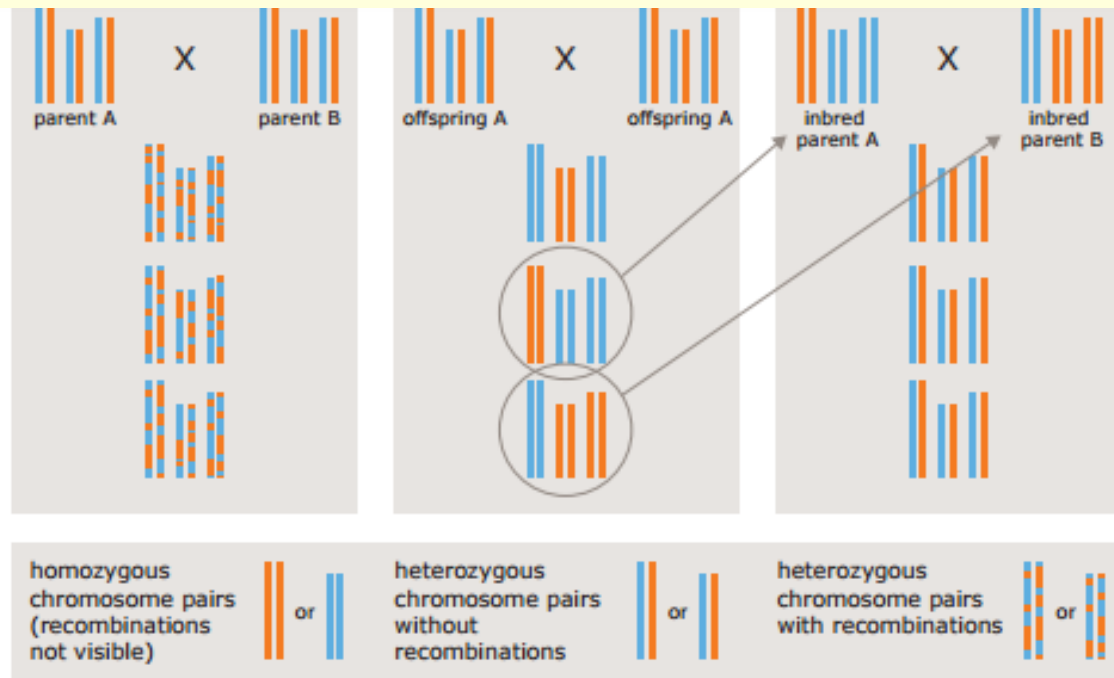 X
X
X
parent A
parent B
offspring A
offspring A
inbred
parent A
inbred
parent B
homozygous
chromosome pairs
(recombinations
not visible)
or
heterozygous
chromosome pairs
without
recombinations
or
heterozygous
chromosome pairs
with recombinations
or